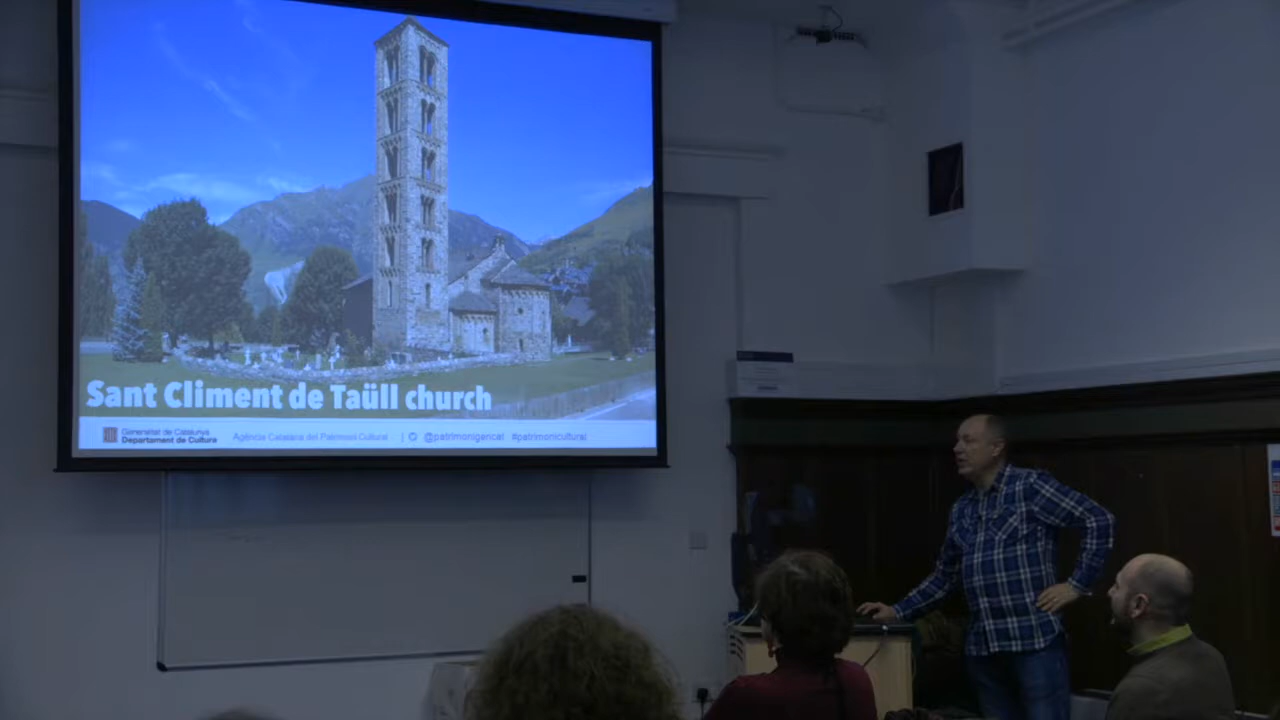 Sant Climent de Taüll church
Generalitat de Catalunya
Departament de Cultura
Agència Catalana del Patrimoni Cultural
@patrimonigencat #patrimonicultural